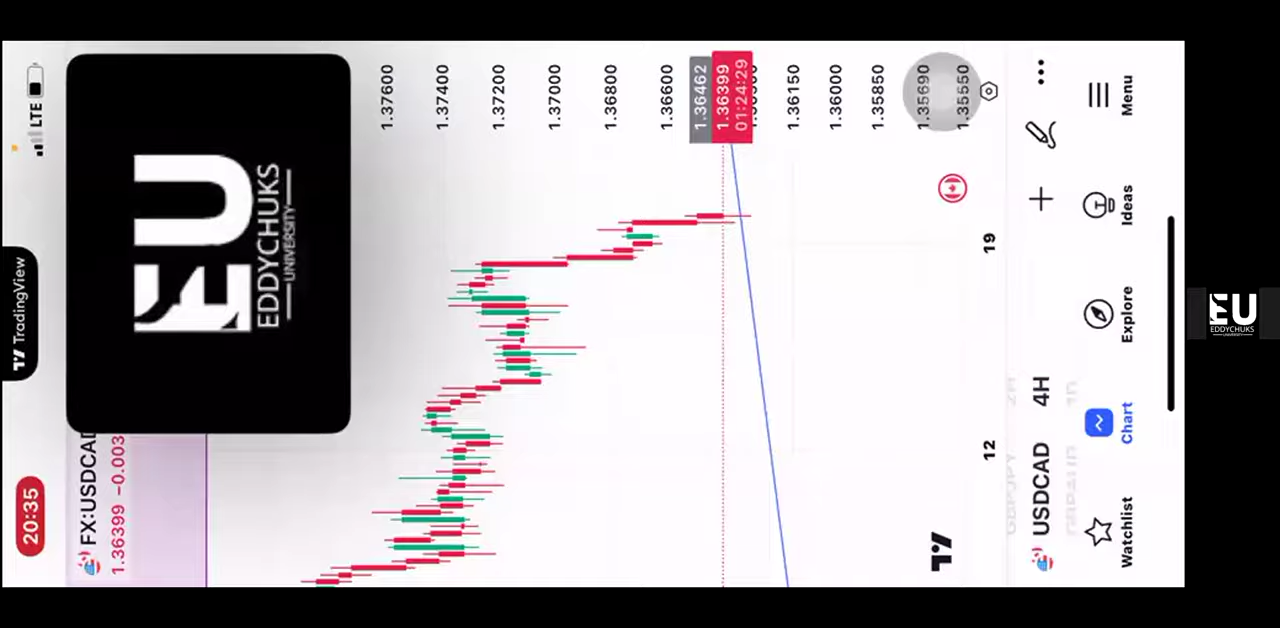 20:35
LTE
TradingView
FX:USDCAD
1.36399 −0.003
EU
EDDYCHUKS
UNIVERSITY
1.37600
1.37400
1.37200
1.37000
1.36800
1.36600
1.36462
1.36399
01:24:29
1.36150
1.36000
1.35850
1.35690
1.35550
12
19
USDCAD
4H
Watchlist
Chart
Explore
Ideas
Menu
EU
EDDYCHUKS
UNIVERSITY